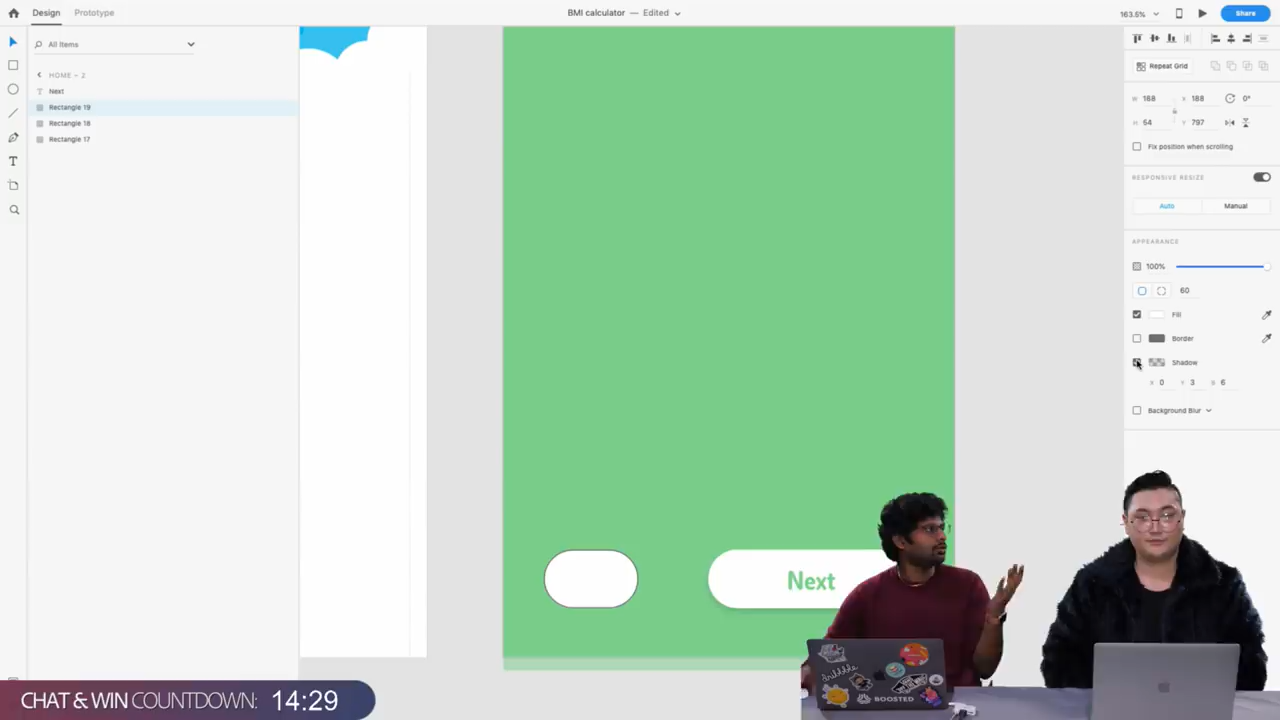 Design Prototype
BMI calculator — Edited
163.5%
Share
All Items
HOME – 2
Next
Rectangle 19
Rectangle 18
Rectangle 17
Repeat Grid
W 188 X 188 0°
H 64 Y 797
Fix position when scrolling
RESPONSIVE RESIZE
Auto Manual
APPEARANCE
100%
60
Fill
Border
Shadow
X 0 Y 3 B 6
Background Blur
Next
dribbble
BOOSTED
CHAT & WIN COUNTDOWN: 14:29